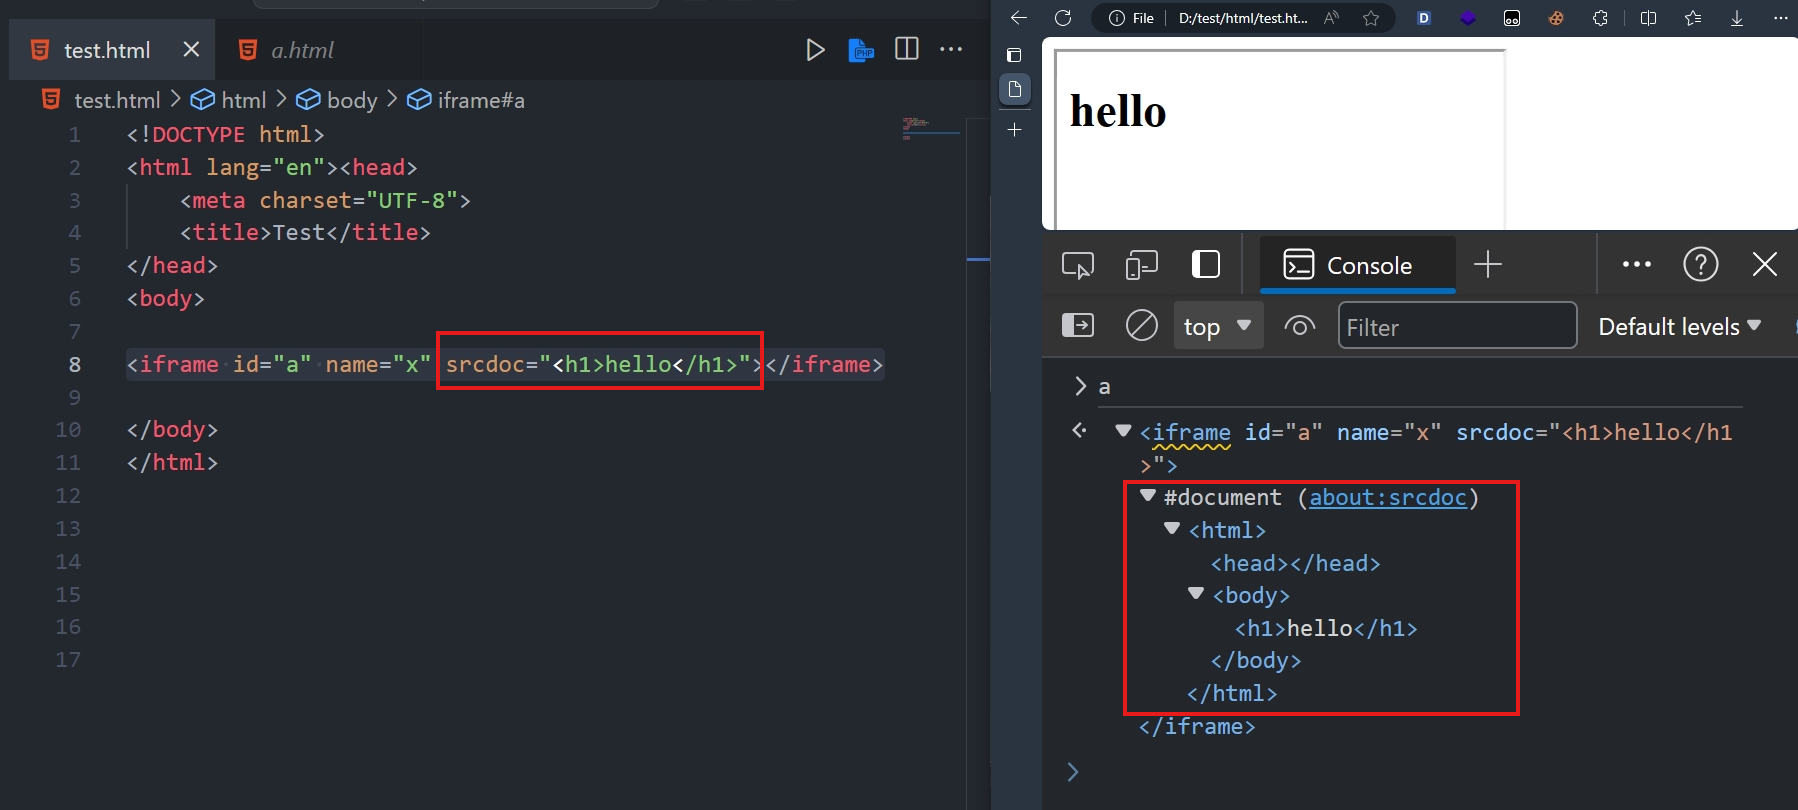 test.html
a.html
test.html > html > body > iframe#a
1 <!DOCTYPE html>
2 <html lang="en"><head>
3 <meta charset="UTF-8">
4 <title>Test</title>
5 </head>
6 <body>
7
8 <iframe id="a" name="x" srcdoc="<h1>hello</h1>"></iframe>
9
10 </body>
11 </html>
12
13
14
15
16
17
File
D:/test/html/test.ht...
hello
Console
top
Filter
Default levels
> a
<iframe id="a" name="x" srcdoc="<h1>hello</h1
>">
#document (about:srcdoc)
<html>
<head></head>
<body>
<h1>hello</h1>
</body>
</html>
</iframe>